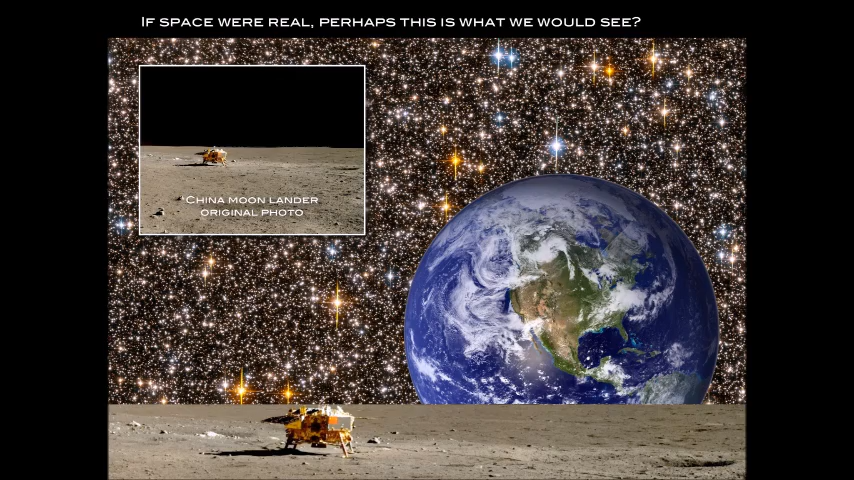 If space were real, perhaps this is what we would see?
*China moon lander
original photo